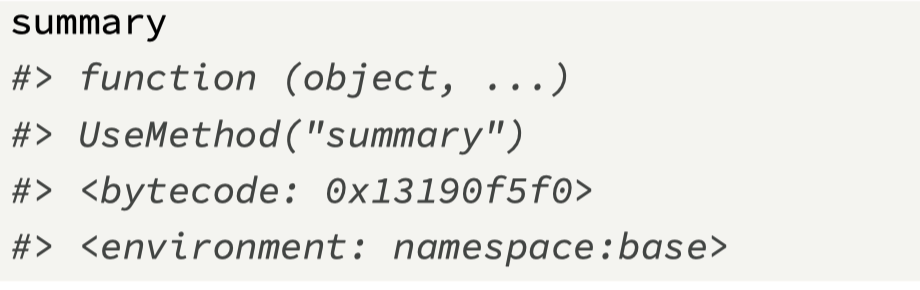 summary
#> function (object, ...)
#> UseMethod("summary")
#> <bytecode: 0x13190f5f0>
#> <environment: namespace:base>